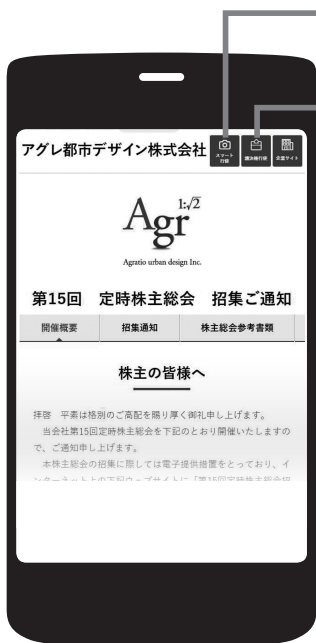 アグレ都市デザイン株式会社
スマート
行使
議決権行使
企業サイト
1:√2
Agr
Agratio urban design Inc.
第15回 定時株主総会 招集ご通知
開催概要 招集通知 株主総会参考書類
株主の皆様へ
拝啓 平素は格別のご高配を賜り厚く御礼申し上げます。
当会社第15回定時株主総会を下記のとおり開催いたしますの
で、ご通知申し上げます。
本株主総会の招集に際しては電子提供措置をとっており、イ
ンターネット上の下記ウェブサイトに「第15回定時株主総会招